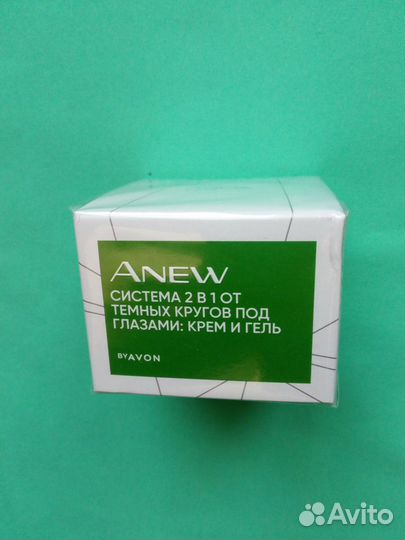 ANEW
СИСТЕМА 2 В 1 ОТ
ТЕМНЫХ КРУГОВ ПОД
ГЛАЗАМИ: КРЕМ И ГЕЛЬ
BY AVON
Avito